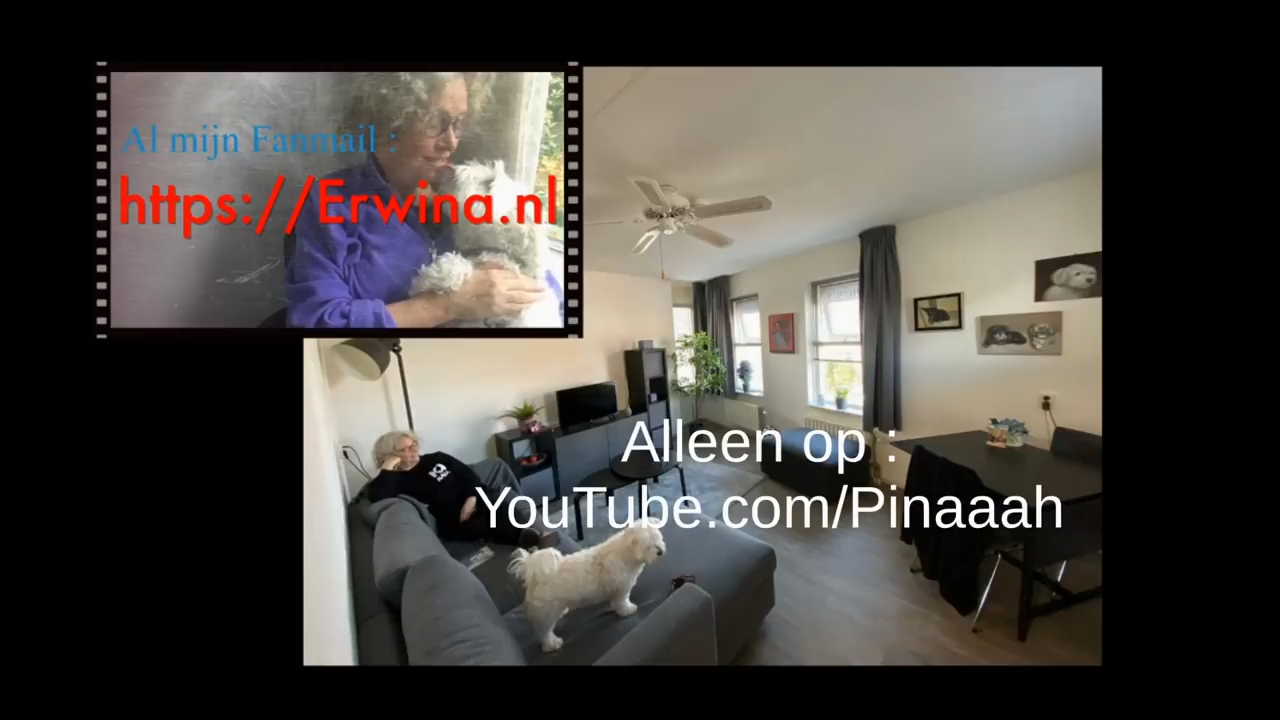 Al mijn Fanmail :
https://Erwina.nl
Alleen op :
YouTube.com/Pinaaah